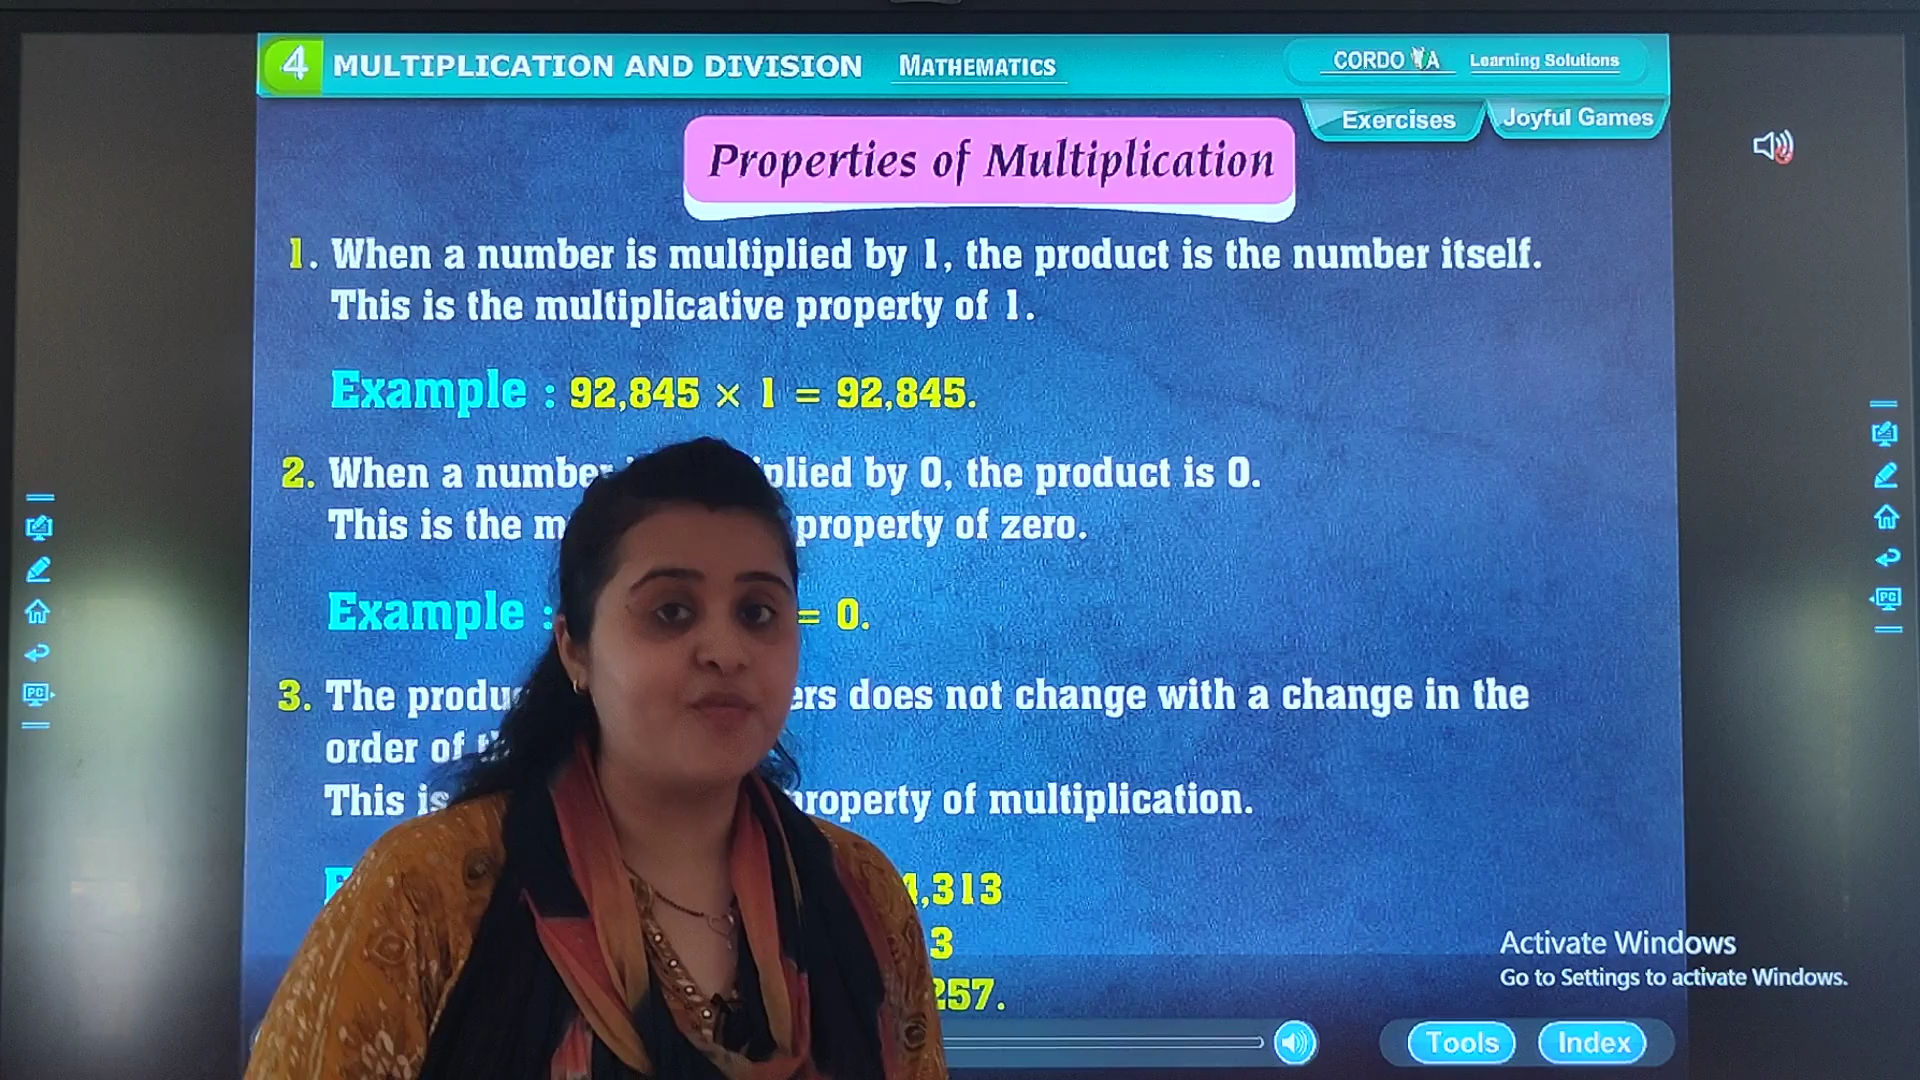 4 MULTIPLICATION AND DIVISION MATHEMATICS CORDOVA Learning Solutions
Exercises Joyful Games
Properties of Multiplication
1. When a number is multiplied by 1, the product is the number itself.
This is the multiplicative property of 1.
Example : 92,845 × 1 = 92,845.
2. When a number by 0, the product is 0.
This is the property of zero.
Example : = 0.
3. The does not change with a change in the
order of
This is property of multiplication.
,313
3
257.
Activate Windows
Go to Settings to activate Windows.
Tools Index
PC
PC